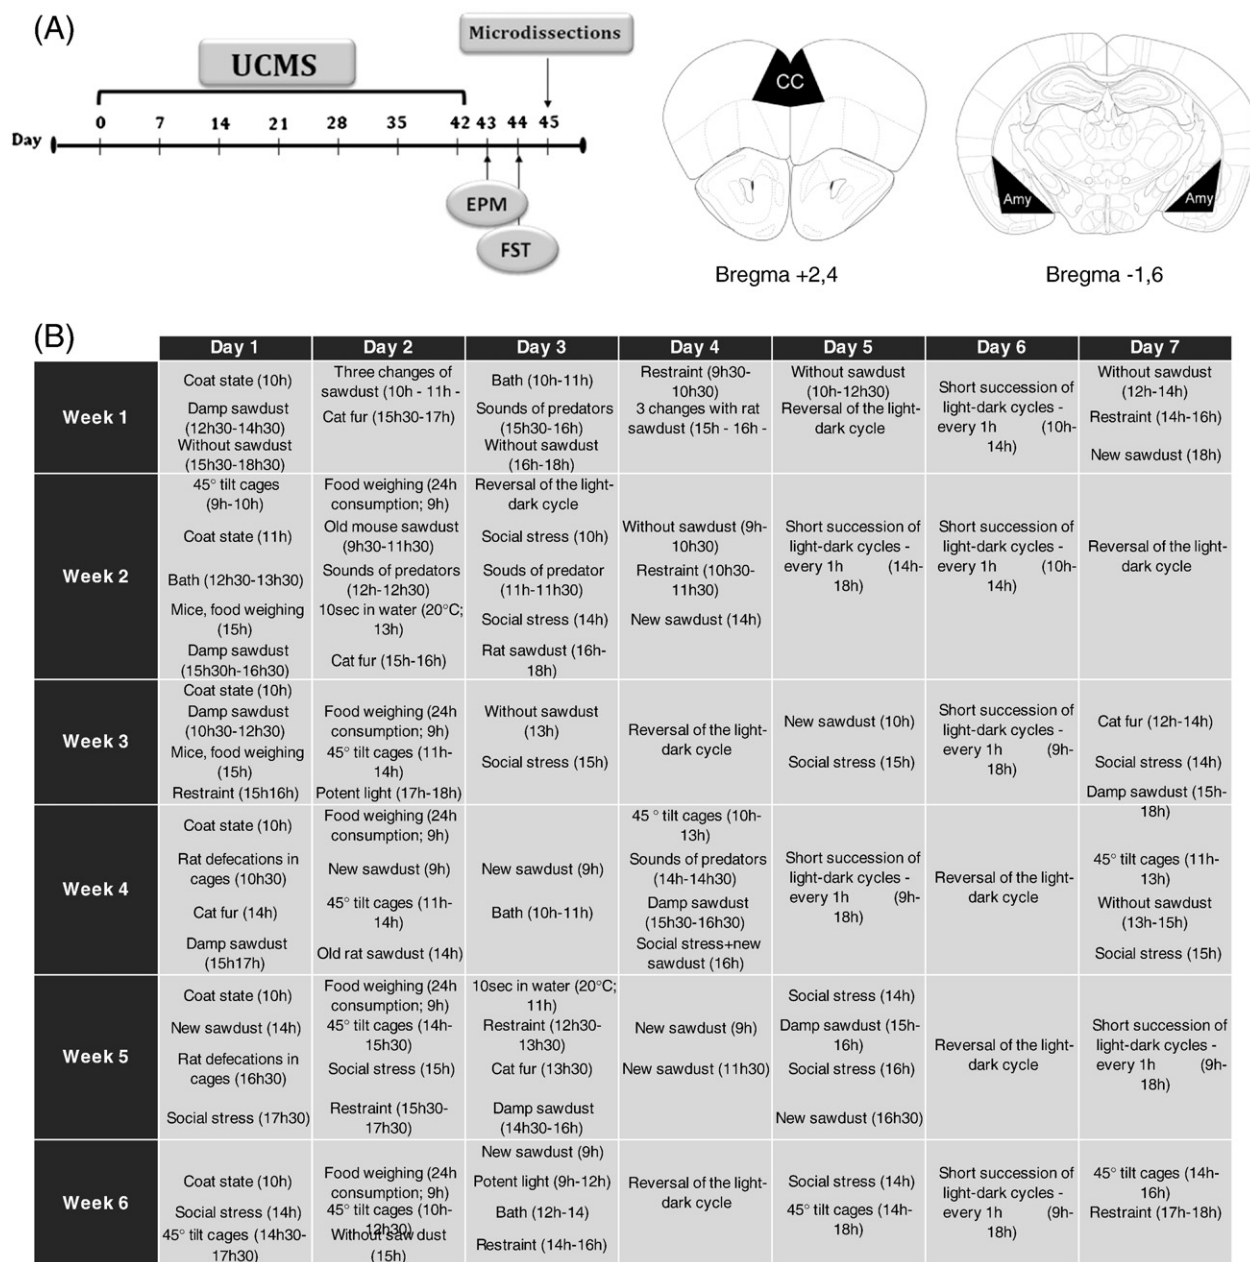 (A)
Microdissections
UCMS
0 7 14 21 28 35 42 43 44 45
Day
EPM
FST
CC
Bregma +2,4
Amy Amy
Bregma -1,6
(B)
Day 1 Day 2 Day 3 Day 4 Day 5 Day 6 Day 7
Week 1
Coat state (10h)
Damp sawdust
(12h30-14h30)
Without sawdust
(15h30-18h30)
Three changes of
sawdust (10h - 11h -
Cat fur (15h30-17h)
Bath (10h-11h)
Sounds of predators
(15h30-16h)
Without sawdust
(16h-18h)
Restraint (9h30-
10h30)
3 changes with rat
sawdust (15h - 16h -
Without sawdust
(10h-12h30)
Reversal of the light-
dark cycle
Short succession of
light-dark cycles -
every 1h (10h-
14h)
Without sawdust
(12h-14h)
Restraint (14h-16h)
New sawdust (18h)
Week 2
45° tilt cages
(9h-10h)
Coat state (11h)
Bath (12h30-13h30)
Mice, food weighing
(15h)
Damp sawdust
(15h30h-16h30)
Food weighing (24h
consumption; 9h)
Old mouse sawdust
(9h30-11h30)
Sounds of predators
(12h-12h30)
10sec in water (20°C;
13h)
Cat fur (15h-16h)
Reversal of the light-
dark cycle
Social stress (10h)
Souds of predator
(11h-11h30)
Social stress (14h)
Rat sawdust (16h-
18h)
Without sawdust (9h-
10h30)
Restraint (10h30-
11h30)
New sawdust (14h)
Short succession of
light-dark cycles -
every 1h (14h-
18h)
Short succession of
light-dark cycles -
every 1h (10h-
14h)
Reversal of the light-
dark cycle
Week 3
Coat state (10h)
Damp sawdust
(10h30-12h30)
Mice, food weighing
(15h)
Restraint (15h16h)
Food weighing (24h
consumption; 9h)
45° tilt cages (11h-
14h)
Potent light (17h-18h)
Without sawdust
(13h)
Social stress (15h)
Reversal of the light-
dark cycle
New sawdust (10h)
Social stress (15h)
Short succession of
light-dark cycles -
every 1h (9h-
18h)
Cat fur (12h-14h)
Social stress (14h)
Damp sawdust (15h-
18h)
Week 4
Coat state (10h)
Rat defecations in
cages (10h30)
Cat fur (14h)
Damp sawdust
(15h17h)
Food weighing (24h
consumption; 9h)
New sawdust (9h)
45° tilt cages (11h-
14h)
Old rat sawdust (14h)
New sawdust (9h)
Bath (10h-11h)
45 ° tilt cages (10h-
13h)
Sounds of predators
(14h-14h30)
Damp sawdust
(15h30-16h30)
Social stress+new
sawdust (16h)
Short succession of
light-dark cycles -
every 1h (9h-
18h)
Reversal of the light-
dark cycle
45° tilt cages (11h-
13h)
Without sawdust
(13h-15h)
Social stress (15h)
Week 5
Coat state (10h)
New sawdust (14h)
Rat defecations in
cages (16h30)
Social stress (17h30)
Food weighing (24h
consumption; 9h)
45° tilt cages (14h-
15h30)
Social stress (15h)
Restraint (15h30-
17h30)
10sec in water (20°C;
11h)
Restraint (12h30-
13h30)
Cat fur (13h30)
Damp sawdust
(14h30-16h)
New sawdust (9h)
New sawdust (11h30)
Social stress (14h)
Damp sawdust (15h-
16h)
Social stress (16h)
New sawdust (16h30)
Reversal of the light-
dark cycle
Short succession of
light-dark cycles -
every 1h (9h-
18h)
Week 6
Coat state (10h)
Social stress (14h)
45° tilt cages (14h30-
17h30)
Food weighing (24h
consumption; 9h)
45° tilt cages (10h-
12h30)
Without saw dust
(15h)
New sawdust (9h)
Potent light (9h-12h)
Bath (12h-14)
Restraint (14h-16h)
Reversal of the light-
dark cycle
Social stress (14h)
45° tilt cages (14h-
18h)
Short succession of
light-dark cycles -
every 1h (9h-
18h)
45° tilt cages (14h-
16h)
Restraint (17h-18h)